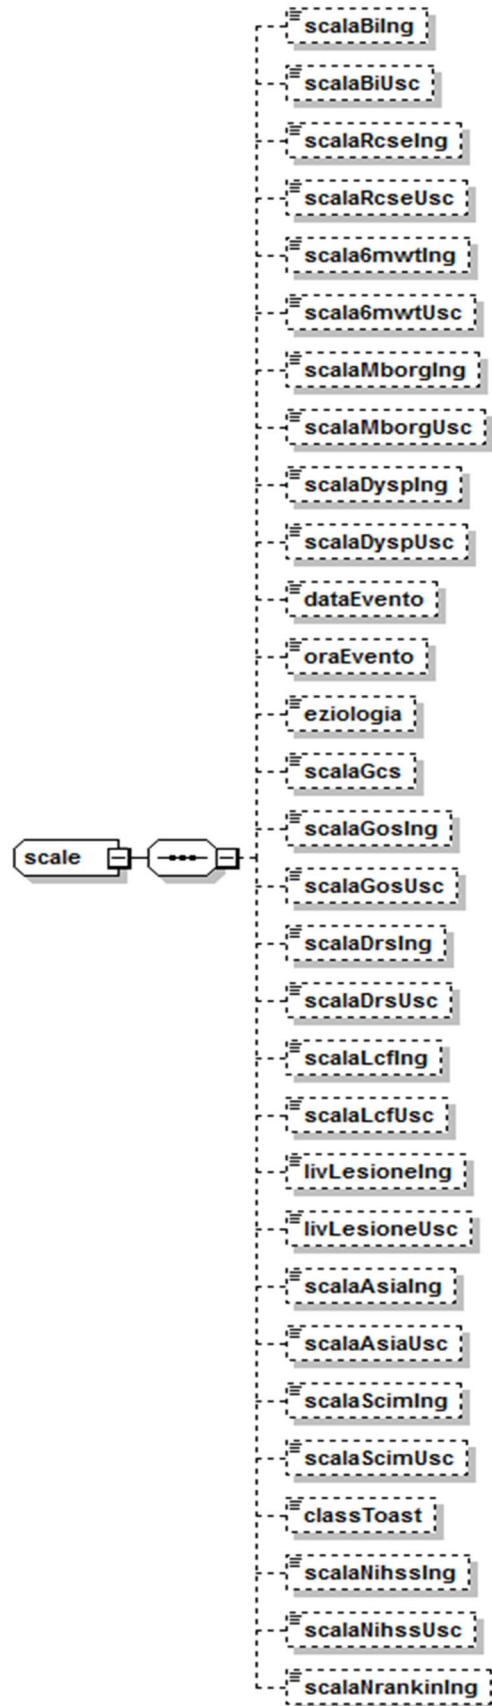 scalaBiIng
scalaBiUsc
scalaRcseIng
scalaRcseUsc
scala6mwtIng
scala6mwtUsc
scalaMborgIng
scalaMborgUsc
scalaDyspIng
scalaDyspUsc
dataEvento
oraEvento
eziologia
scalaGcs
scalaGosIng
scale
scalaGosUsc
scalaDrsIng
scalaDrsUsc
scalaLcfIng
scalaLcfUsc
livLesioneIng
livLesioneUsc
scalaAsiaIng
scalaAsiaUsc
scalaScimIng
scalaScimUsc
classToast
scalaNihssIng
scalaNihssUsc
scalaNrankinIng